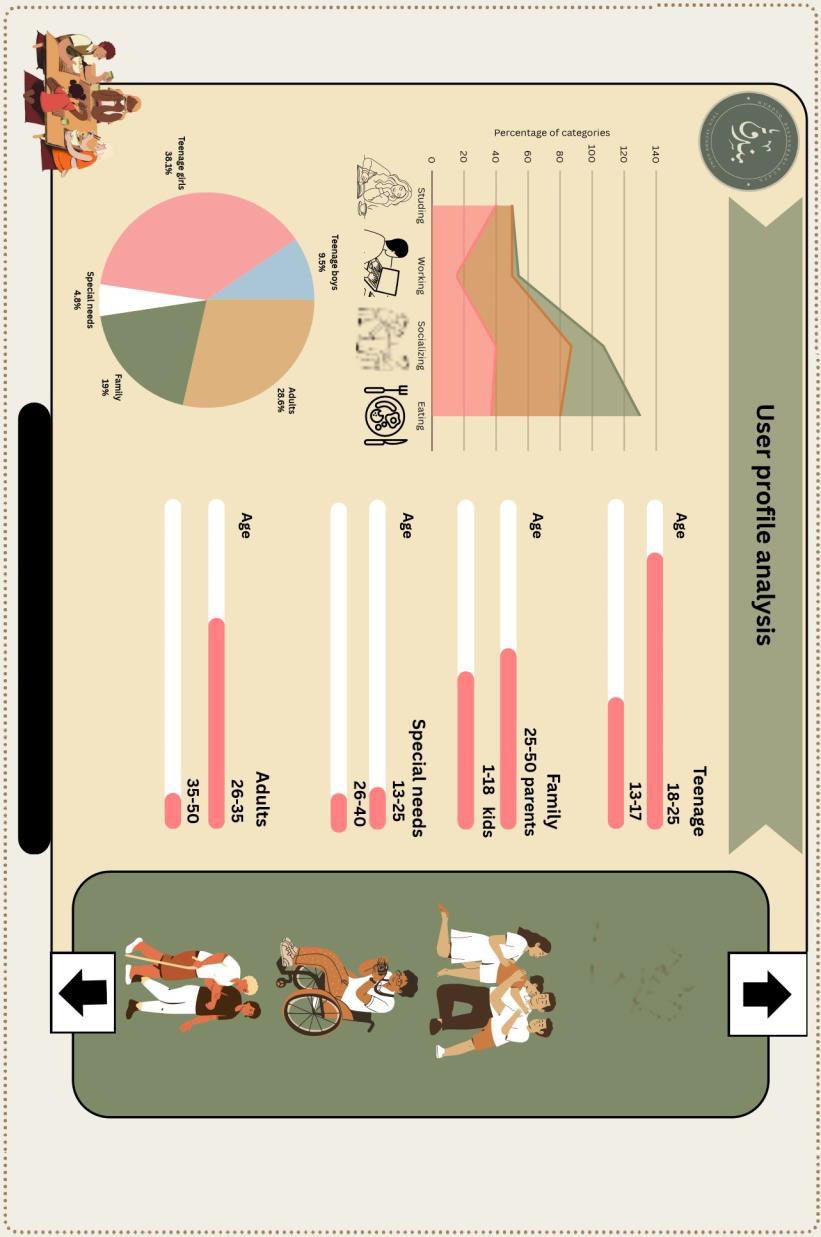 بندق
User profile analysis
Percentage of categories
140
120
100
80
60
40
20
0
Studing
Working
Socializing
Eating
Teenage boys
9.5%
Teenage girls
38.1%
Adults
28.6%
Family
19%
Special needs
4.8%
Teenage
Age
18-25
13-17
Family
Age
25-50 parents
1-18 kids
Special needs
Age
13-25
26-40
Adults
Age
26-35
35-50